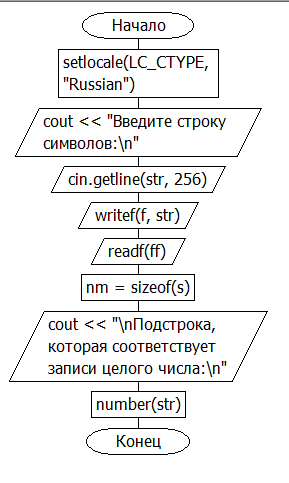 Начало
setlocale(LC_CTYPE,
"Russian")
cout << "Введите строку
символов:\n"
cin.getline(str, 256)
writef(f, str)
readf(ff)
nm = sizeof(s)
cout << "\nПодстрока,
которая соответствует
записи целого числа:\n"
number(str)
Конец